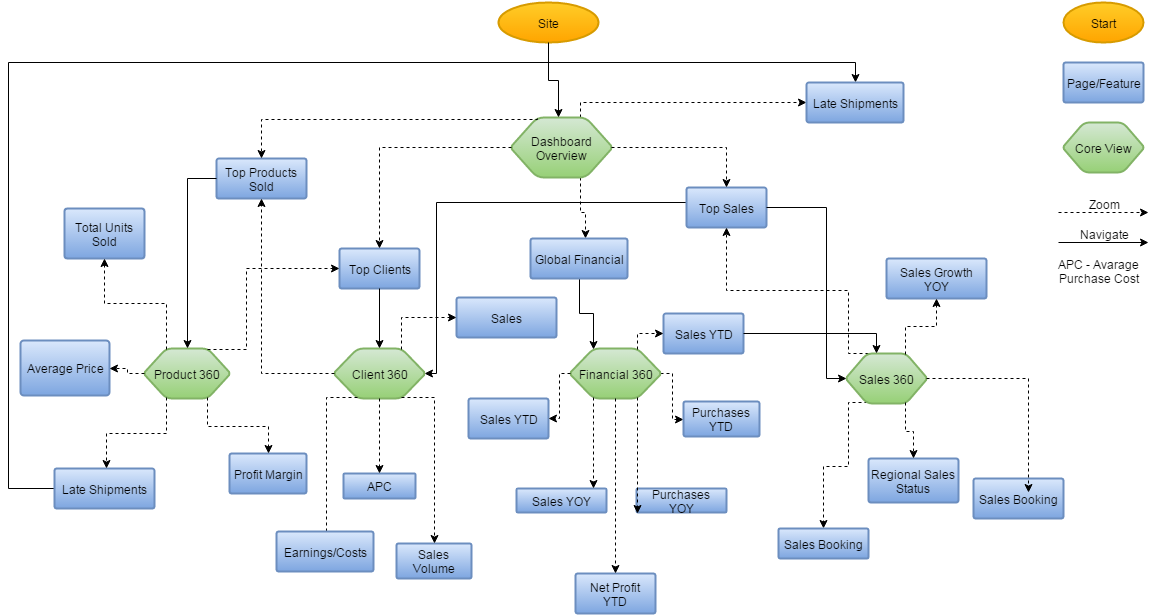 Site
Start
Page/Feature
Late Shipments
Dashboard
Overview
Core View
Top Products
Sold
Top Sales
Zoom
Total Units
Sold
Navigate
Global Financial
Top Clients
APC - Avarage
Purchase Cost
Sales Growth
YOY
Sales
Sales YTD
Average Price
Product 360
Client 360
Financial 360
Sales 360
Sales YTD
Purchases
YTD
Late Shipments
Profit Margin
APC
Sales YOY
Purchases
YOY
Regional Sales
Status
Sales Booking
Earnings/Costs
Sales
Volume
Sales Booking
Net Profit
YTD